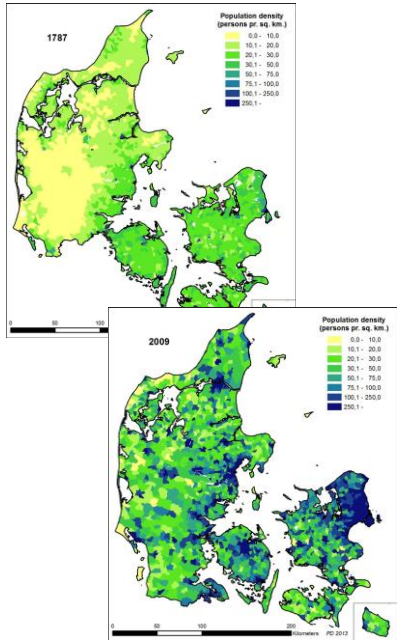 1787
Population density
(persons pr. sq. km.)
0,0 - 10,0
10,1 - 20,0
20,1 - 30,0
30,1 - 50,0
50,1 - 75,0
75,1 - 100,0
100,1 - 250,0
250,1 -
0 50 100
2009
Population density
(persons pr. sq. km.)
0,0 - 10,0
10,1 - 20,0
20,1 - 30,0
30,1 - 50,0
50,1 - 75,0
75,1 - 100,0
100,1 - 250,0
250,1 -
0 50 100 200
Kilometers PD 2013